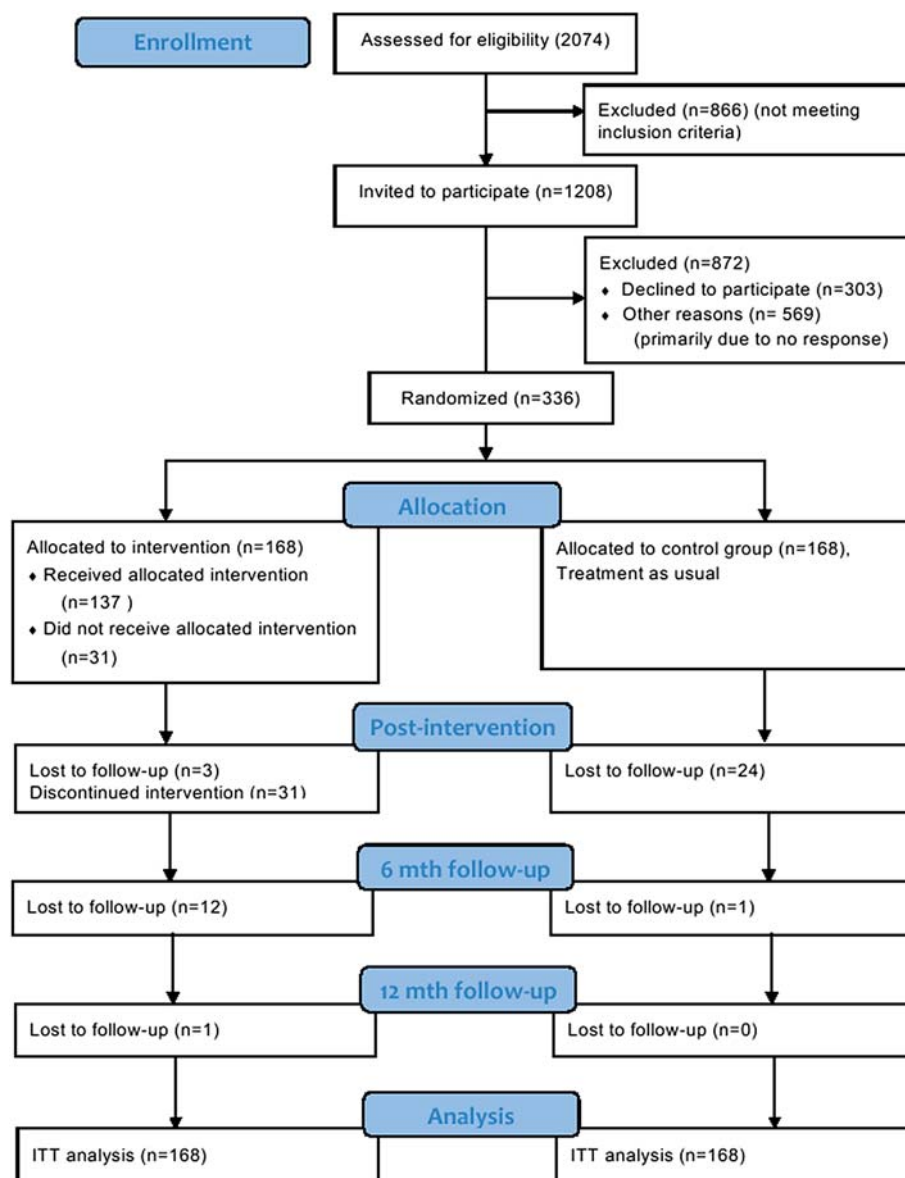 Enrollment
Assessed for eligibility (2074)
Excluded (n=866) (not meeting
inclusion criteria)
Invited to participate (n=1208)
Excluded (n=872)
♦ Declined to participate (n=303)
♦ Other reasons (n= 569)
(primarily due to no response)
Randomized (n=336)
Allocation
Allocated to intervention (n=168)
♦ Received allocated intervention
(n=137 )
♦ Did not receive allocated intervention
(n=31)
Allocated to control group (n=168),
Treatment as usual
Post-intervention
Lost to follow-up (n=3)
Discontinued intervention (n=31)
Lost to follow-up (n=24)
6 mth follow-up
Lost to follow-up (n=12)
Lost to follow-up (n=1)
12 mth follow-up
Lost to follow-up (n=1)
Lost to follow-up (n=0)
Analysis
ITT analysis (n=168)
ITT analysis (n=168)